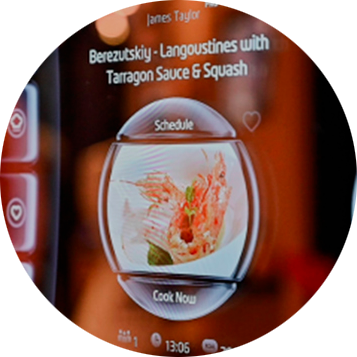 James Taylor
Berezutskiy - Langoustines with
Tarragon Sauce & Squash
Schedule
Cook Now
1
13:06